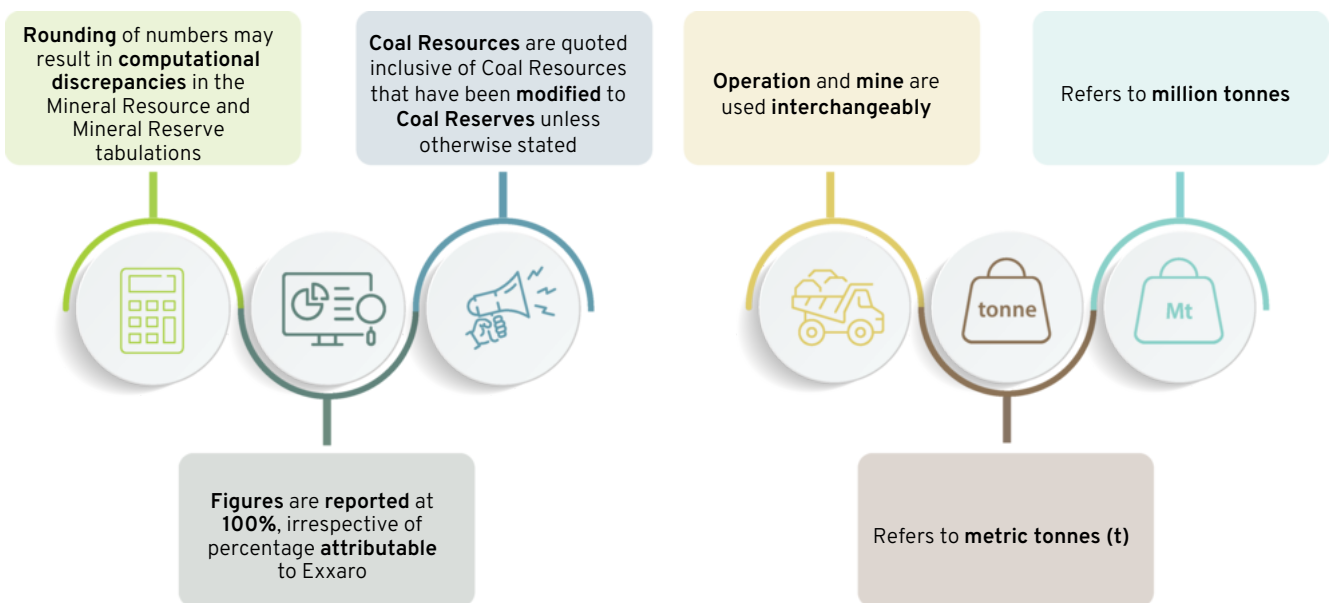 Rounding of numbers may
result in computational
discrepancies in the
Mineral Resource and
Mineral Reserve
tabulations
Coal Resources are quoted
inclusive of Coal Resources
that have been modified to
Coal Reserves unless
otherwise stated
Operation and mine are
used interchangeably
Refers to million tonnes
tonne
Mt
Figures are reported at
100%, irrespective of
percentage attributable
to Exxaro
Refers to metric tonnes (t)